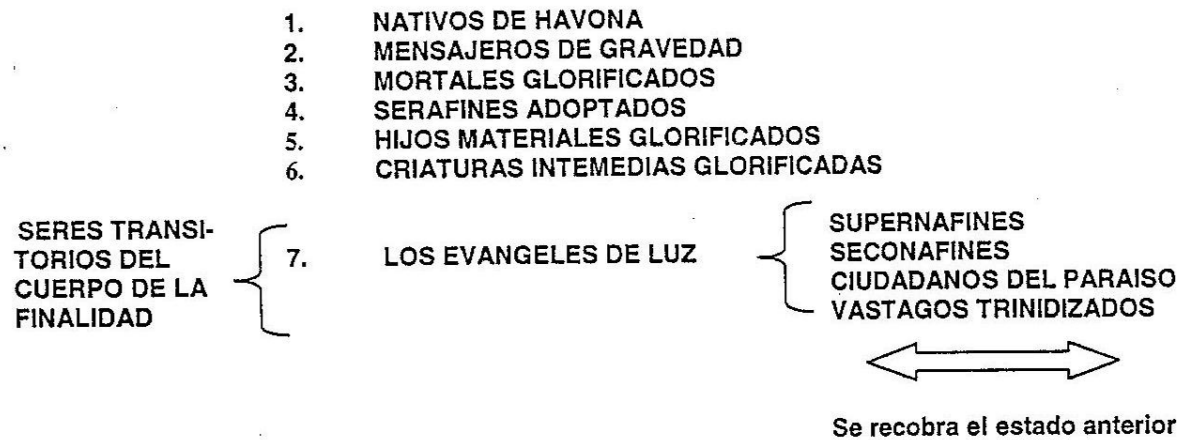 1. NATIVOS DE HAVONA
2. MENSAJEROS DE GRAVEDAD
3. MORTALES GLORIFICADOS
4. SERAFINES ADOPTADOS
5. HIJOS MATERIALES GLORIFICADOS
6. CRIATURAS INTEMEDIAS GLORIFICADAS
SERES TRANSI-
TORIOS DEL
CUERPO DE LA
FINALIDAD
7. LOS EVANGELES DE LUZ
SUPERNAFINES
SECONAFINES
CIUDADANOS DEL PARAISO
VASTAGOS TRINIDIZADOS
Se recobra el estado anterior